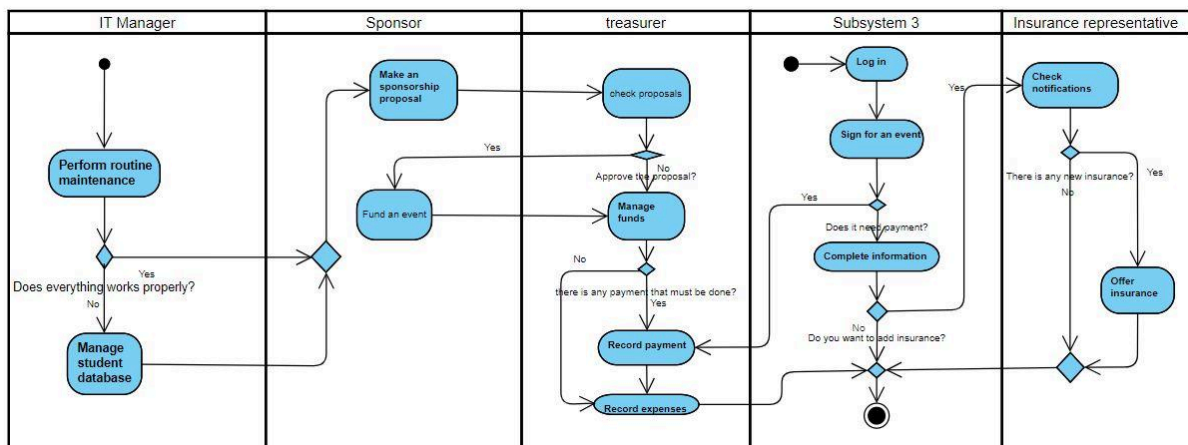 IT Manager
Sponsor
treasurer
Subsystem 3
Insurance representative
Perform routine
maintenance
Yes
Does everything works properly?
No
Manage
student
database
Make an
sponsorship
proposal
Yes
Fund an event
check proposals
No
Approve the proposal?
Manage
funds
No
there is any payment that must be done?
Yes
Record payment
Record expenses
Log in
Sign for an event
Yes
Does it need payment?
Complete information
Yes
No
Do you want to add insurance?
Check
notifications
There is any new insurance?
Yes
No
Offer
insurance